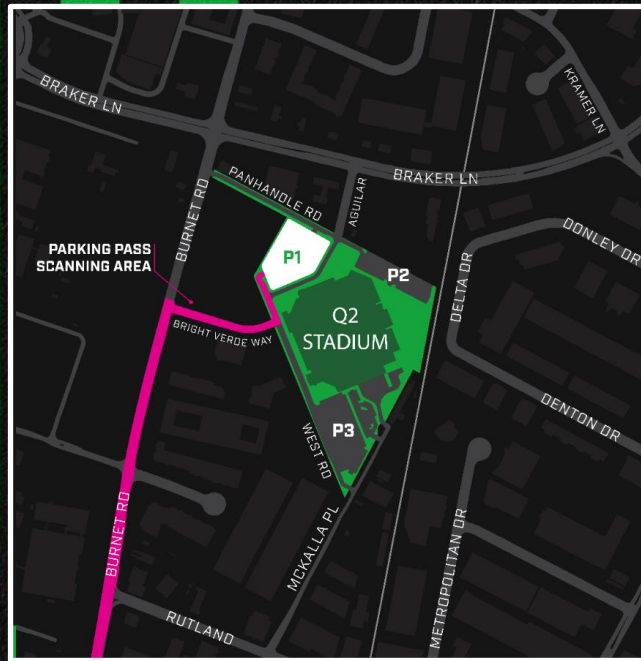 BRAKER LN
KRAMER LN
BRAKER LN
PANHANDLE RD
AGUILAR
BURNET RD
DONLEY DR
PARKING PASS
SCANNING AREA
P1
P2
DELTA DR
Q2
STADIUM
BRIGHT VERDE WAY
DENTON DR
P3
WEST RD
BURNET RD
MCKALLA PL
METROPOLITAN DR
RUTLAND